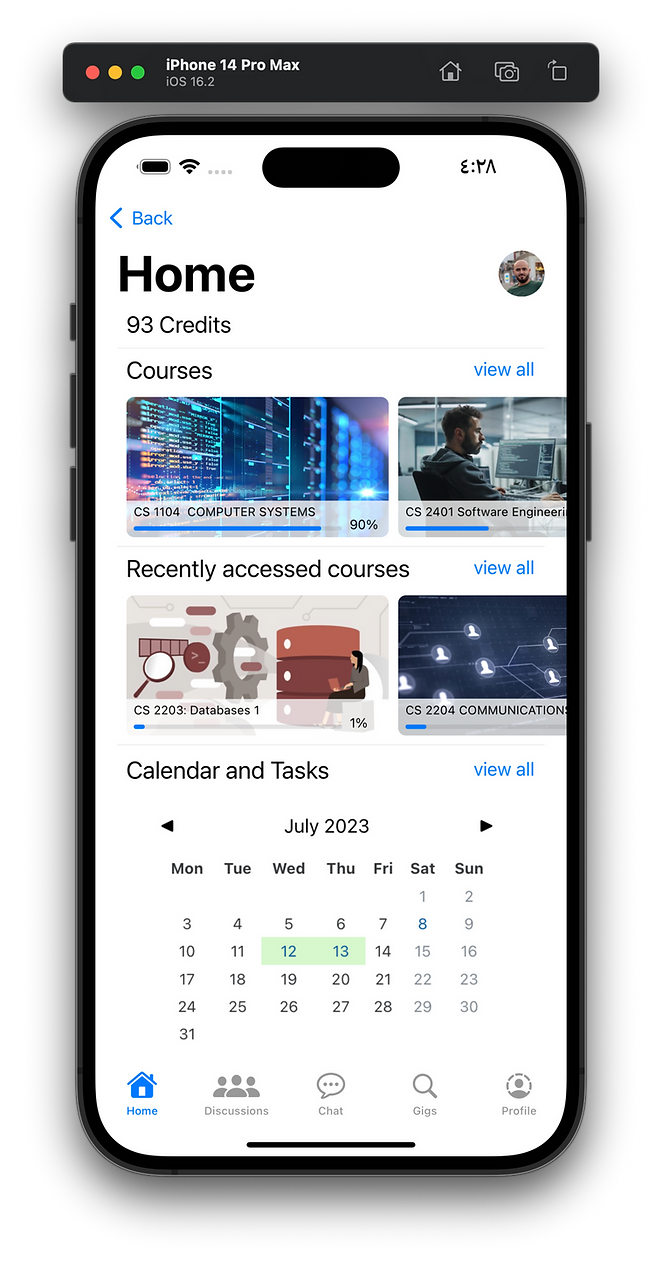 iPhone 14 Pro Max
iOS 16.2
٤:٢٨
Back
Home
93 Credits
Courses view all
CS 1104 COMPUTER SYSTEMS
90%
CS 2401 Software Engineeri
Recently accessed courses view all
CS 2203: Databases 1
1%
CS 2204 COMMUNICATIONS
Calendar and Tasks view all
◀ July 2023 ▶
Mon Tue Wed Thu Fri Sat Sun
1 2
3 4 5 6 7 8 9
10 11 12 13 14 15 16
17 18 19 20 21 22 23
24 25 26 27 28 29 30
31
Home Discussions Chat Gigs Profile